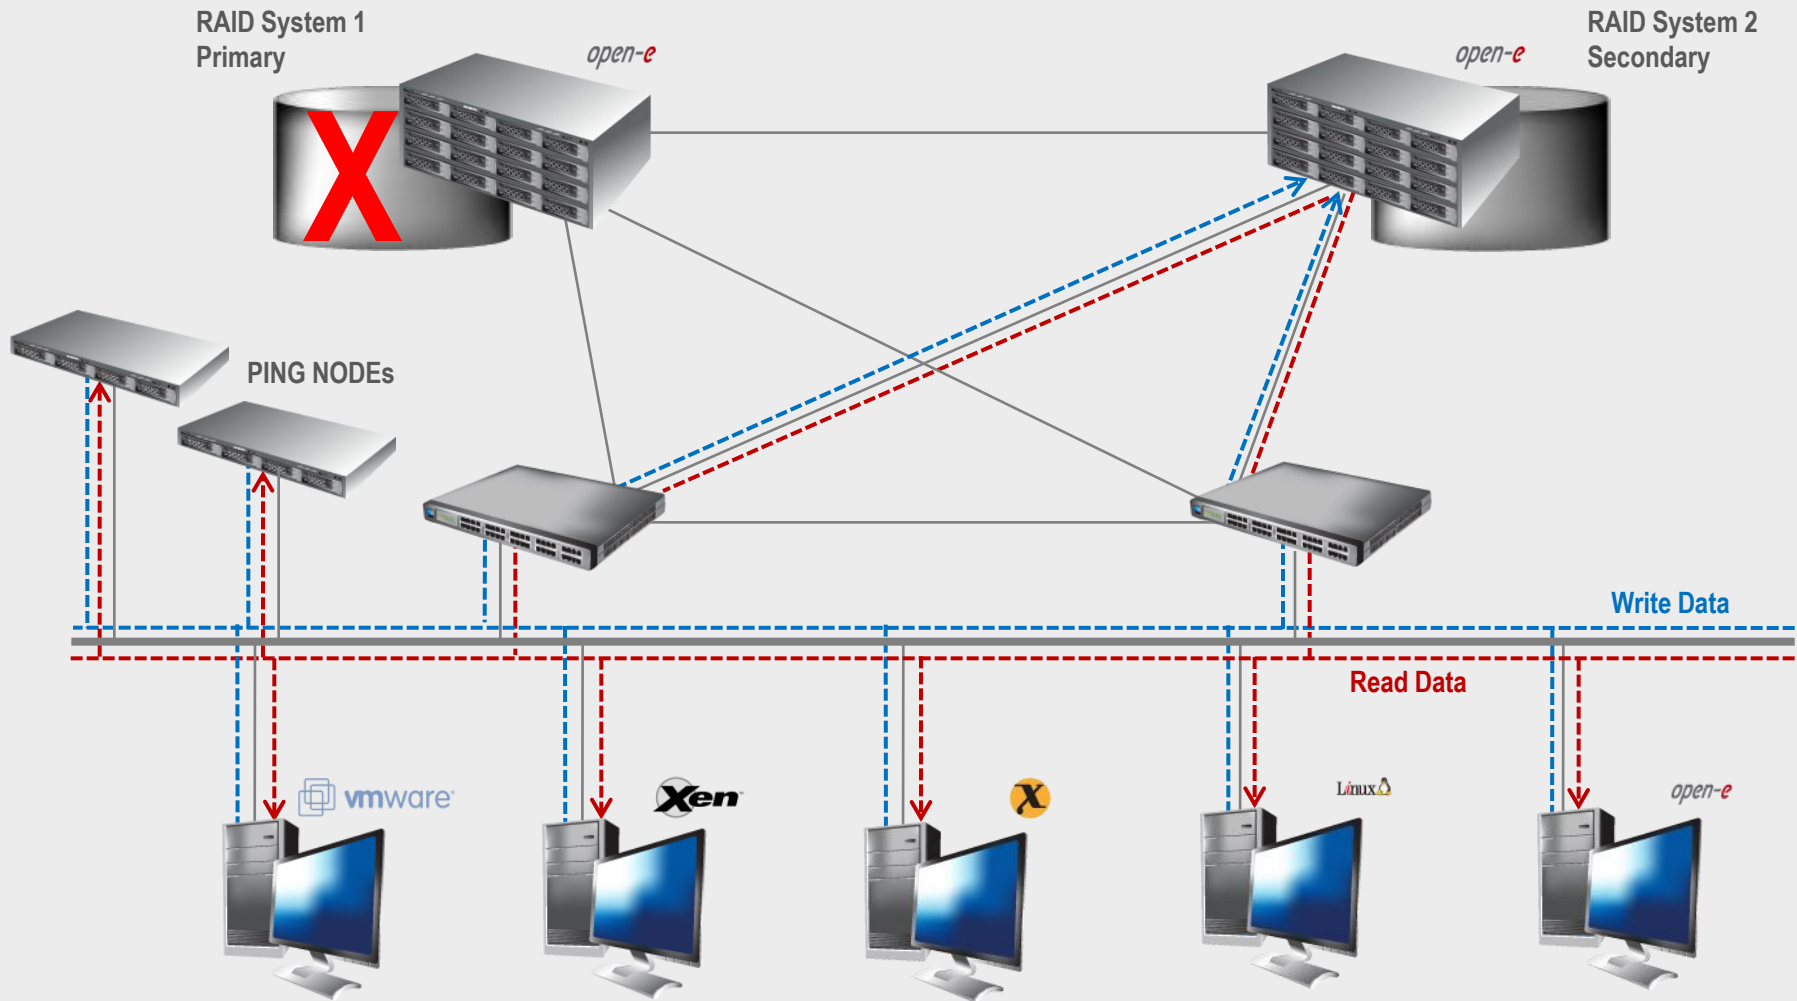 RAID System 1
Primary
open-e
open-e
RAID System 2
Secondary
X
PING NODEs
Write Data
Read Data
vmware
Xen
X
Linux
open-e